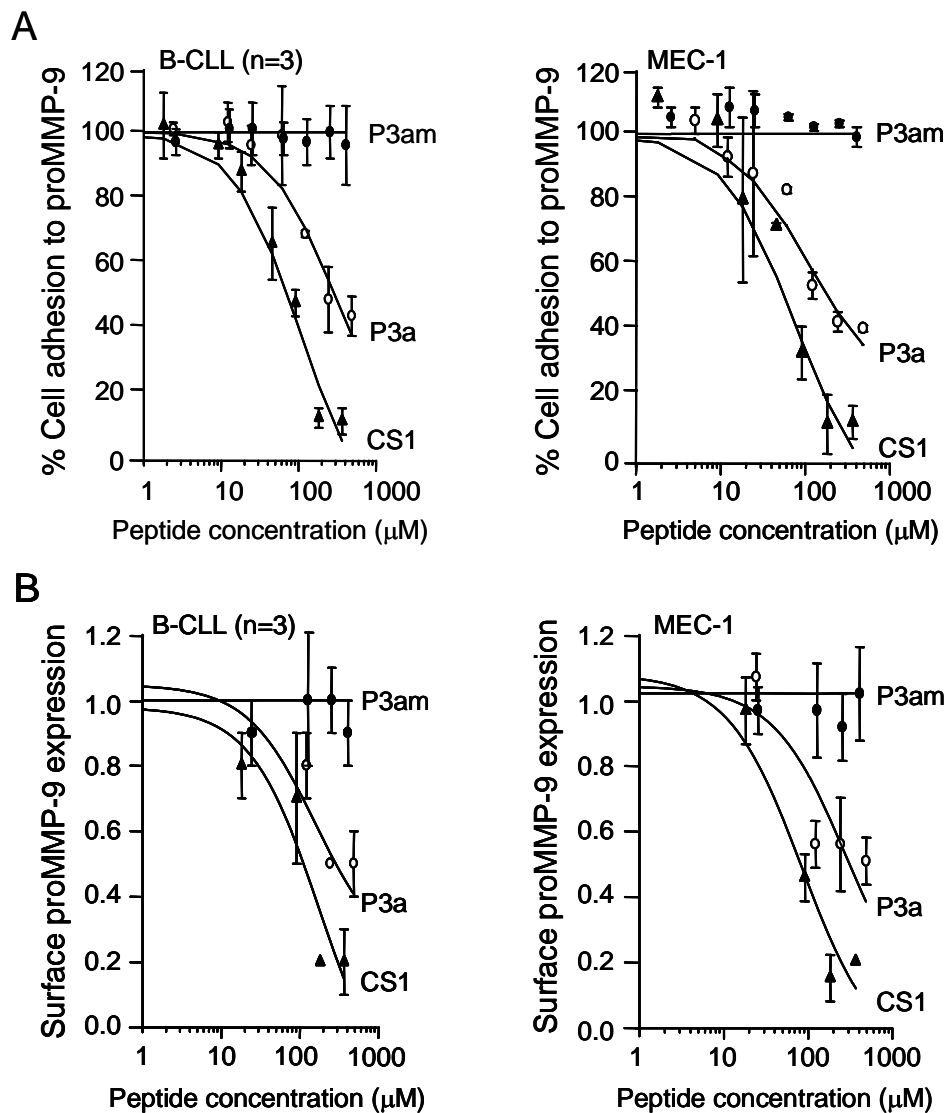 A
B-CLL (n=3)
% Cell adhesion to proMMP-9
120
100
80
60
40
20
0
P3am
P3a
CS1
1 10 100 1000
Peptide concentration (μM)
MEC-1
% Cell adhesion to proMMP-9
120
100
80
60
40
20
0
P3am
P3a
CS1
1 10 100 1000
Peptide concentration (μM)
B
B-CLL (n=3)
Surface proMMP-9 expression
1.2
1.0
0.8
0.6
0.4
0.2
0.0
P3am
P3a
CS1
1 10 100 1000
Peptide concentration (μM)
MEC-1
Surface proMMP-9 expression
1.2
1.0
0.8
0.6
0.4
0.2
0.0
P3am
P3a
CS1
1 10 100 1000
Peptide concentration (μM)